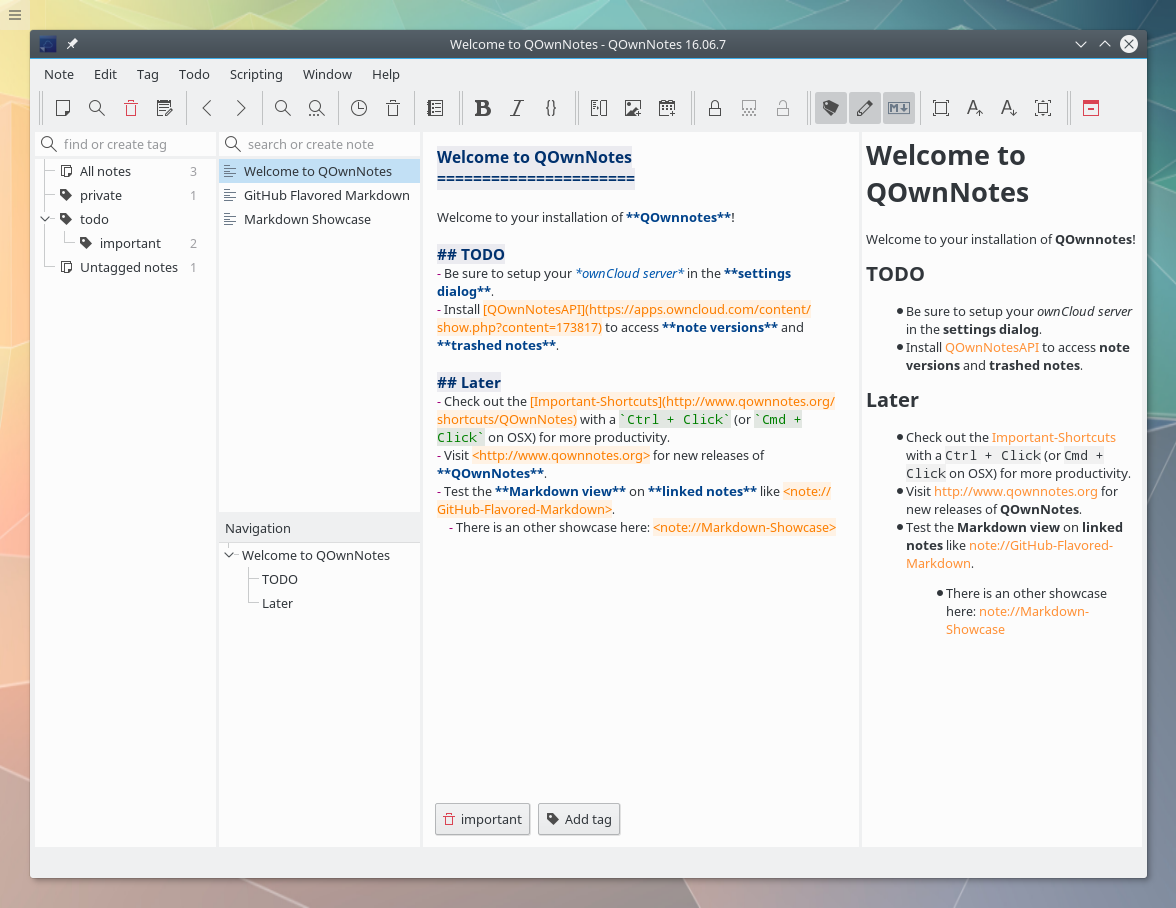 Welcome to QOwnNotes - QOwnNotes 16.06.7
Note Edit Tag Todo Scripting Window Help
B I {} M
A A
find or create tag
All notes 3
private 1
todo
important 2
Untagged notes 1
search or create note
Welcome to QOwnNotes
GitHub Flavored Markdown
Markdown Showcase
Navigation
Welcome to QOwnNotes
TODO
Later
Welcome to QOwnNotes
======================
Welcome to your installation of **QOwnnotes**!
## TODO
- Be sure to setup your *ownCloud server* in the **settings
dialog**.
- Install [QOwnNotesAPI](https://apps.owncloud.com/content/
show.php?content=173817) to access **note versions** and
**trashed notes**.
## Later
- Check out the [Important-Shortcuts](http://www.qownnotes.org/
shortcuts/QOwnNotes) with a `Ctrl + Click` (or `Cmd +
Click` on OSX) for more productivity.
- Visit <http://www.qownnotes.org> for new releases of
**QOwnNotes**.
- Test the **Markdown view** on **linked notes** like <note://
GitHub-Flavored-Markdown>.
- There is an other showcase here: <note://Markdown-Showcase>
important
Add tag
Welcome to
QOwnNotes
Welcome to your installation of QOwnnotes!
TODO
Be sure to setup your ownCloud server
in the settings dialog.
Install QOwnNotesAPI to access note
versions and trashed notes.
Later
Check out the Important-Shortcuts
with a Ctrl + Click (or Cmd +
Click on OSX) for more productivity.
Visit http://www.qownnotes.org for
new releases of QOwnNotes.
Test the Markdown view on linked
notes like note://GitHub-Flavored-
Markdown.
There is an other showcase
here: note://Markdown-
Showcase